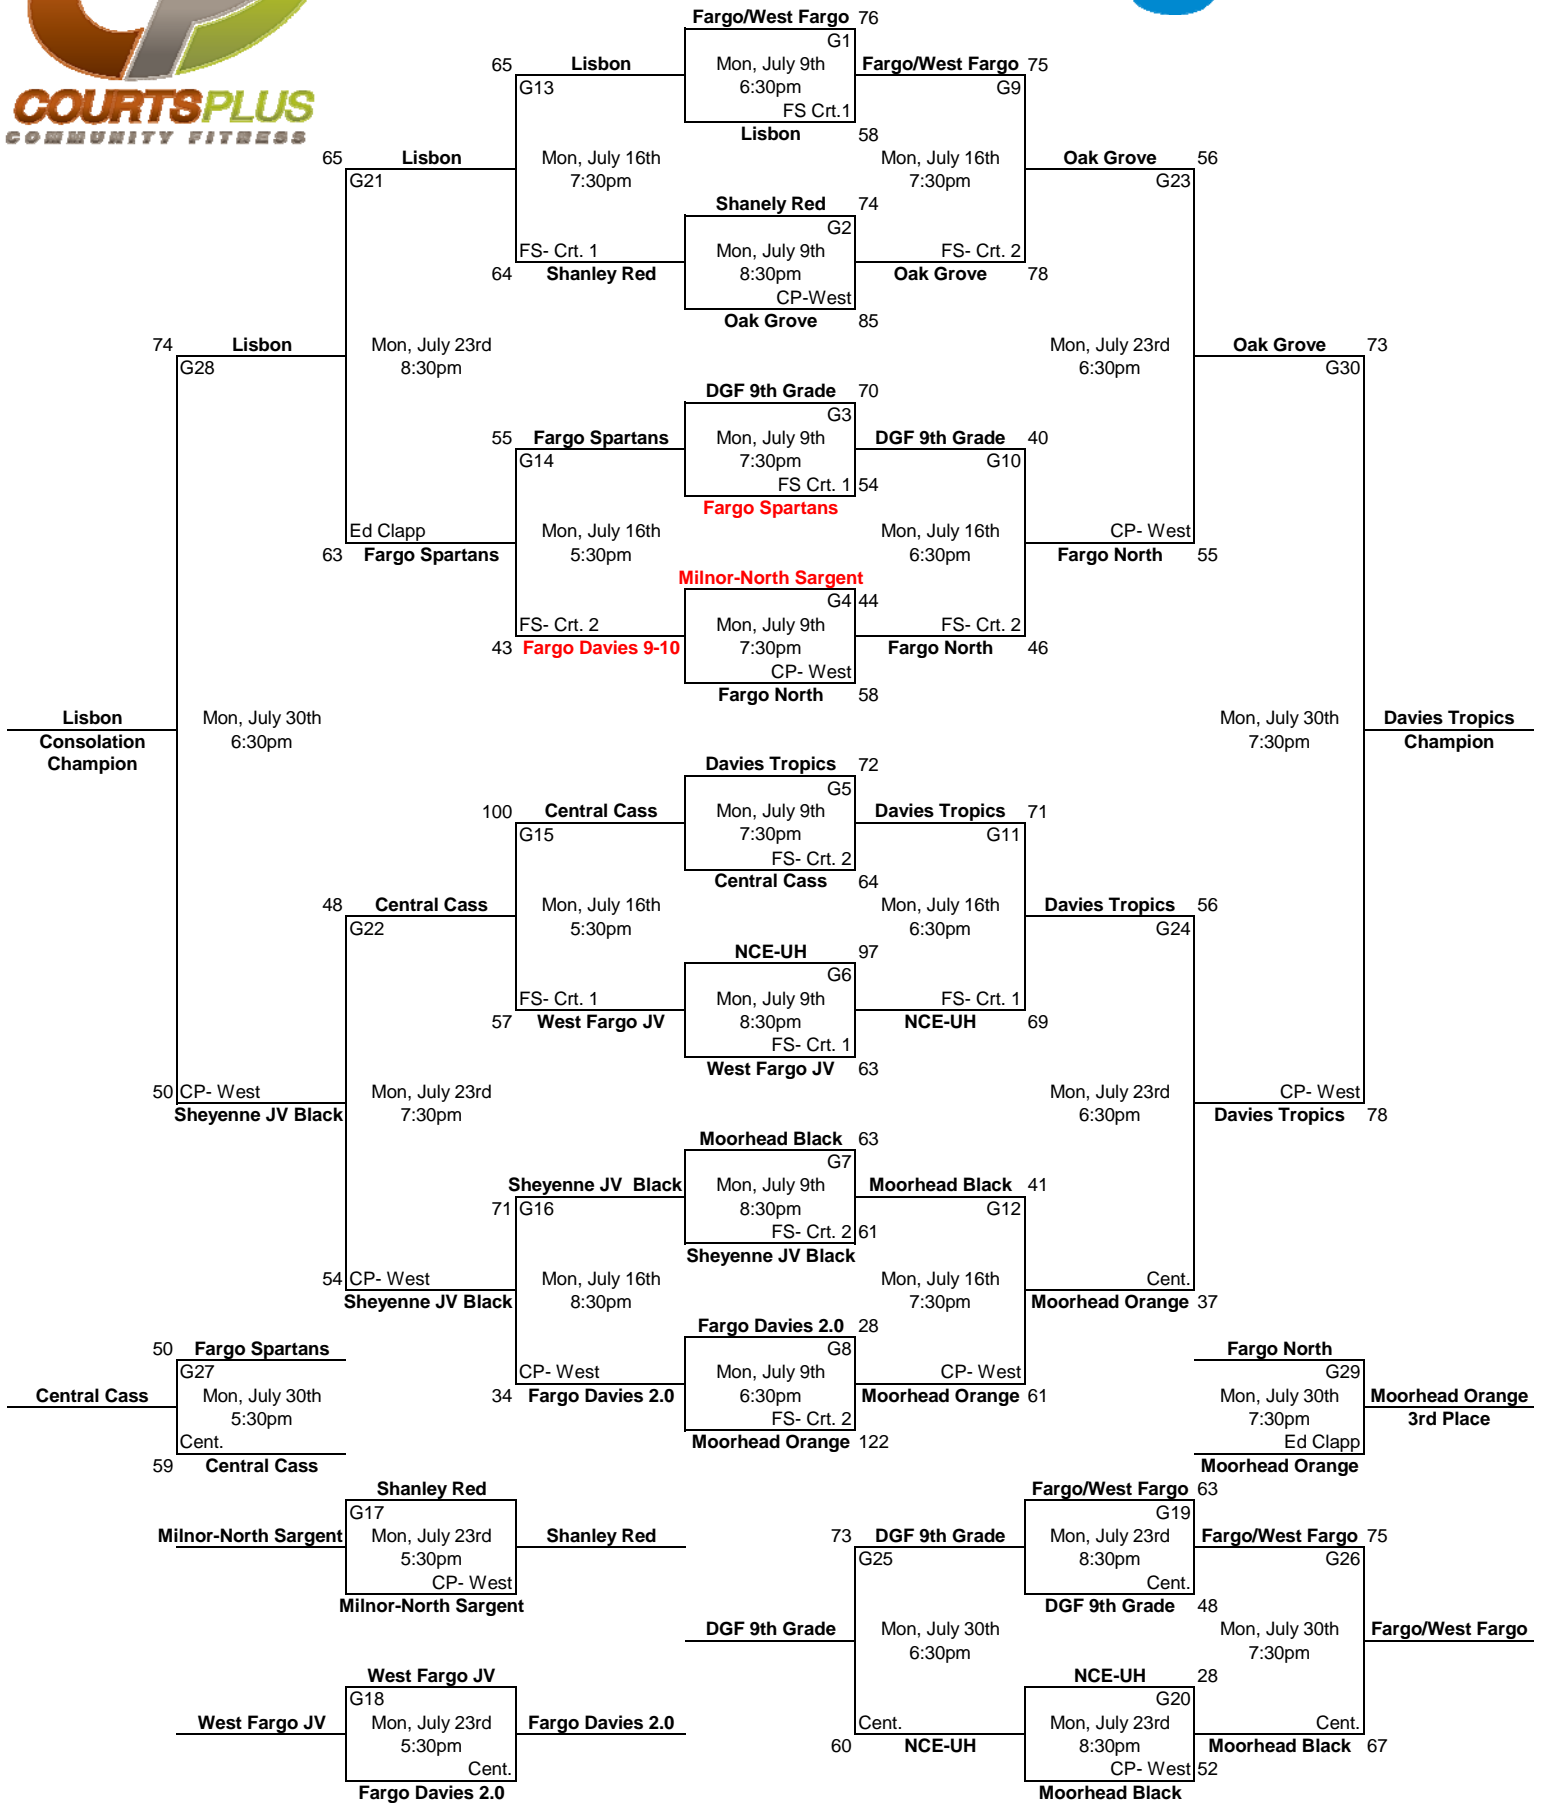 COURTSPLUS
COMMUNITY FITNESS
Fargo/West Fargo 76
G1
65 Lisbon Mon, July 9th Fargo/West Fargo 75
G13 6:30pm G9
FS Crt.1
Lisbon 58
65 Lisbon Mon, July 16th Mon, July 16th Oak Grove 56
G21 7:30pm 7:30pm G23
Shanely Red 74
G2
FS- Crt. 1 Mon, July 9th FS- Crt. 2
64 Shanley Red 8:30pm Oak Grove 78
CP-West
Oak Grove 85
74 Lisbon Mon, July 23rd Mon, July 23rd Oak Grove 73
G28 8:30pm 6:30pm G30
DGF 9th Grade 70
G3
55 Fargo Spartans Mon, July 9th DGF 9th Grade 40
G14 7:30pm G10
FS Crt. 1 54
Fargo Spartans
Ed Clapp Mon, July 16th Mon, July 16th CP- West
63 Fargo Spartans 5:30pm 6:30pm Fargo North 55
Milnor-North Sargent
G4 44
FS- Crt. 2 Mon, July 9th FS- Crt. 2
43 Fargo Davies 9-10 7:30pm Fargo North 46
CP- West
Fargo North 58
Lisbon Mon, July 30th Mon, July 30th Davies Tropics
Consolation 6:30pm 7:30pm Champion
Champion Davies Tropics 72
G5
100 Central Cass Mon, July 9th Davies Tropics 71
G15 7:30pm G11
FS- Crt. 2
Central Cass 64
48 Central Cass Mon, July 16th Mon, July 16th Davies Tropics 56
G22 5:30pm 6:30pm G24
NCE-UH 97
G6
FS- Crt. 1 Mon, July 9th FS- Crt. 1
57 West Fargo JV 8:30pm NCE-UH 69
FS- Crt. 1
West Fargo JV 63
50 CP- West Mon, July 23rd Mon, July 23rd CP- West
Sheyenne JV Black 7:30pm 6:30pm Davies Tropics 78
Moorhead Black 63
G7
Sheyenne JV Black Mon, July 9th Moorhead Black 41
71 G16 8:30pm G12
FS- Crt. 2 61
Sheyenne JV Black
54 CP- West Mon, July 16th Mon, July 16th Cent.
Sheyenne JV Black 8:30pm 7:30pm Moorhead Orange 37
Fargo Davies 2.0 28
50 Fargo Spartans G8 Fargo North
G27 CP- West Mon, July 9th CP- West G29
Central Cass Mon, July 30th 34 Fargo Davies 2.0 6:30pm Moorhead Orange 61 Mon, July 30th Moorhead Orange
5:30pm FS- Crt. 2 7:30pm 3rd Place
Cent. Moorhead Orange 122 Ed Clapp
59 Central Cass Moorhead Orange
Shanley Red Fargo/West Fargo 63
G17 G19
Milnor-North Sargent Mon, July 23rd Shanley Red 73 DGF 9th Grade Mon, July 23rd Fargo/West Fargo 75
5:30pm G25 8:30pm G26
CP- West Cent.
Milnor-North Sargent DGF 9th Grade 48
DGF 9th Grade Mon, July 30th Mon, July 30th Fargo/West Fargo
6:30pm 7:30pm
West Fargo JV NCE-UH 28
G18 G20
West Fargo JV Mon, July 23rd Fargo Davies 2.0 Cent. Mon, July 23rd Cent.
5:30pm 60 NCE-UH 8:30pm Moorhead Black 67
Cent. CP- West 52
Fargo Davies 2.0 Moorhead Black